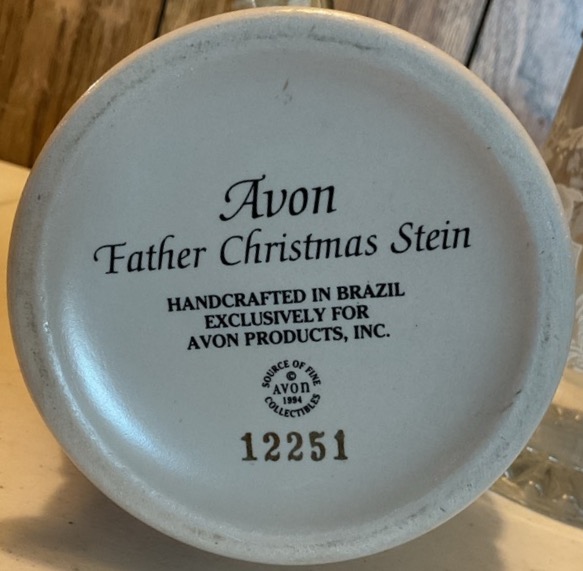 Avon
Father Christmas Stein
HANDCRAFTED IN BRAZIL
EXCLUSIVELY FOR
AVON PRODUCTS, INC.
SOURCE OF FINE
©
AVON
1994
COLLECTIBLES
12251